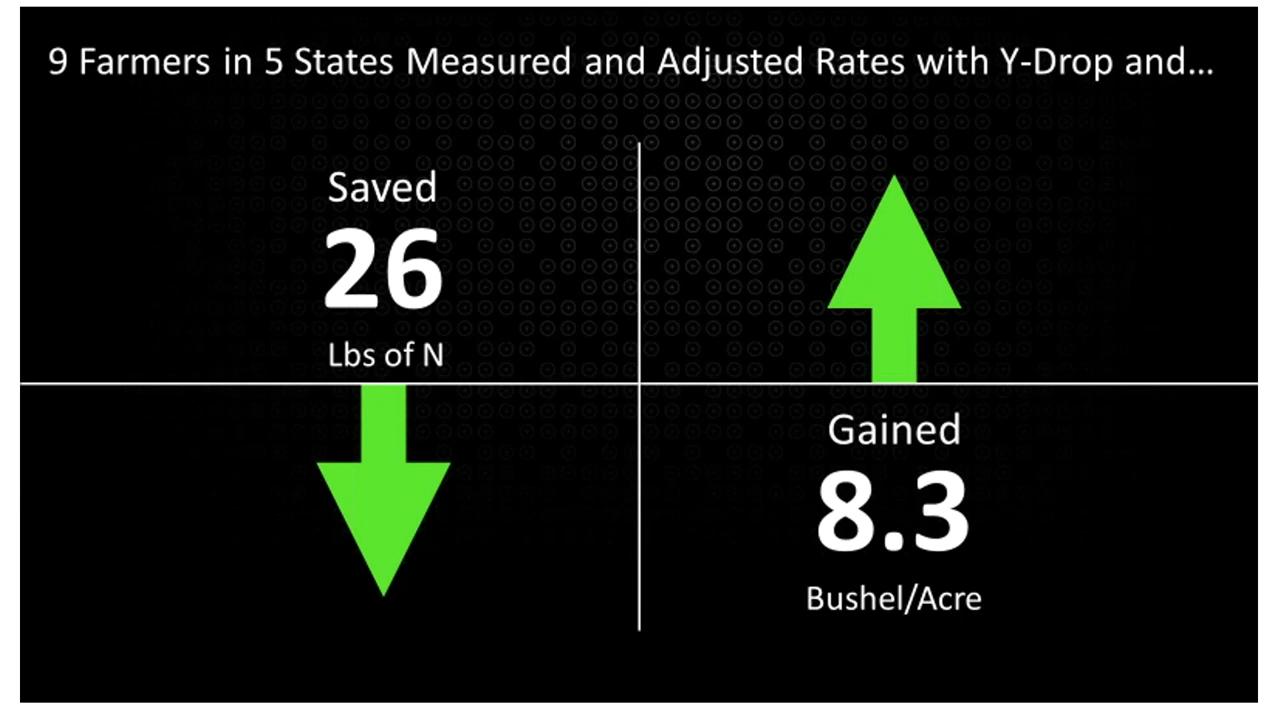 9 Farmers in 5 States Measured and Adjusted Rates with Y-Drop and...
Saved
26
Lbs of N
Gained
8.3
Bushel/Acre